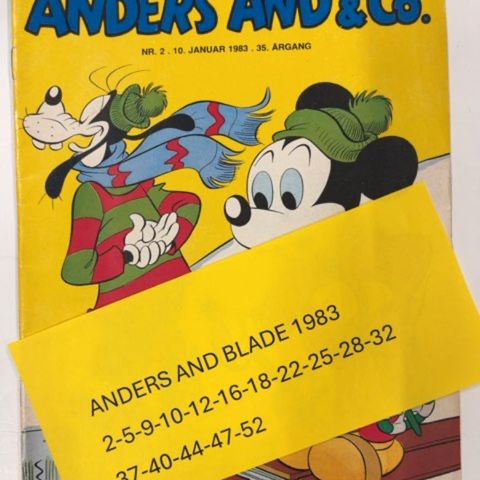 ANDERS AND & Co.
NR. 2 . 10. JANUAR 1983 . 35. ÅRGANG
ANDERS AND BLADE 1983
2-5-9-10-12-16-18-22-25-28-32
37-40-44-47-52